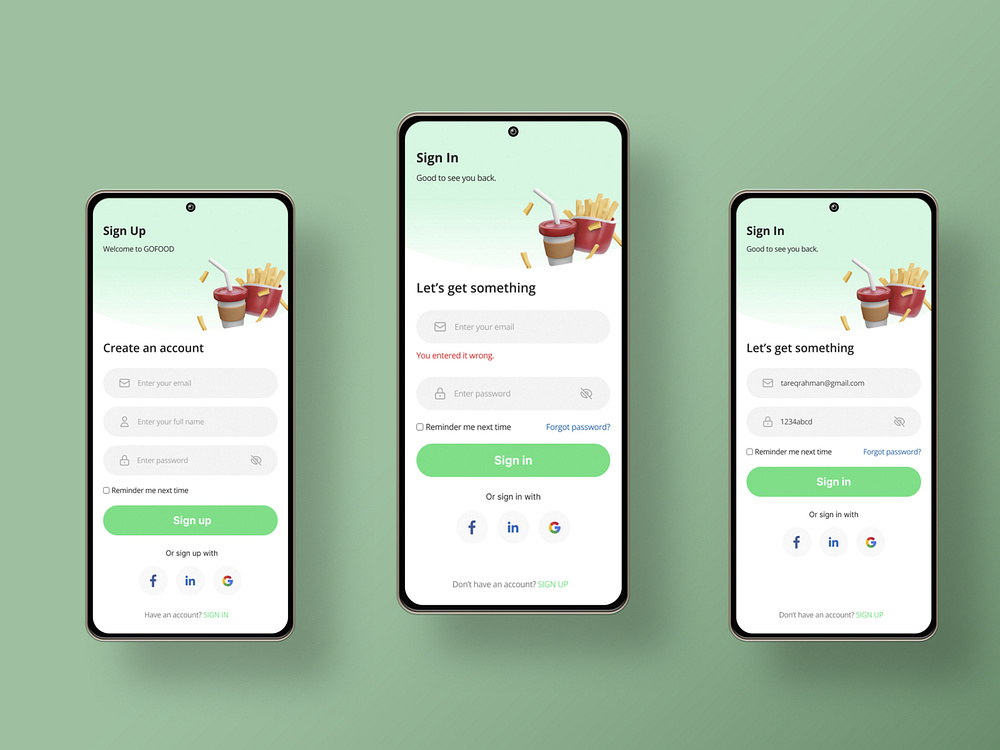 Sign Up
Welcome to GOFOOD
Create an account
Enter your email
Enter your full name
Enter password
Reminder me next time
Sign up
Or sign up with
f
in
G
Have an account? SIGN IN
Sign In
Good to see you back.
Let's get something
Enter your email
You entered it wrong.
Enter password
Reminder me next time Forgot password?
Sign in
Or sign in with
f
in
G
Don't have an account? SIGN UP
Sign In
Good to see you back.
Let's get something
tareqrahman@gmail.com
1234abcd
Reminder me next time Forgot password?
Sign in
Or sign in with
f
in
G
Don't have an account? SIGN UP